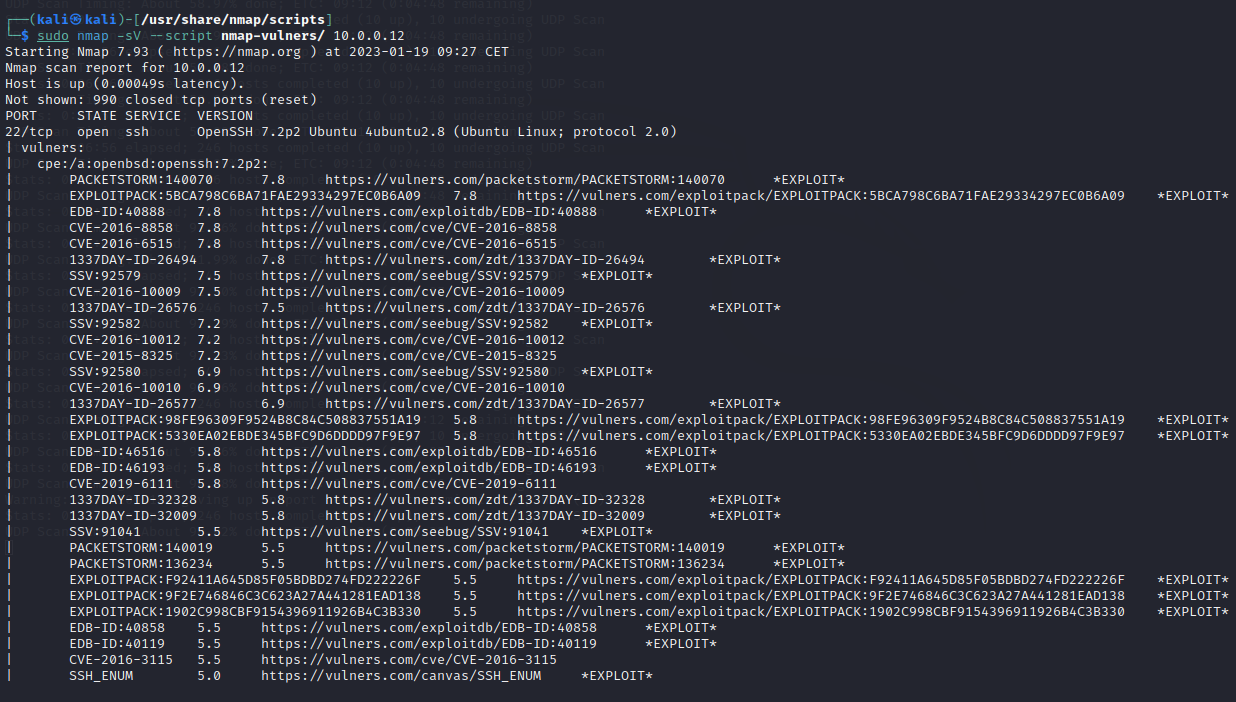 ┌──(kali㉿kali)-[/usr/share/nmap/scripts]
└─$ sudo nmap -sV --script nmap-vulners/ 10.0.0.12
Starting Nmap 7.93 ( https://nmap.org ) at 2023-01-19 09:27 CET
Nmap scan report for 10.0.0.12
Host is up (0.00049s latency).
Not shown: 990 closed tcp ports (reset)
PORT     STATE SERVICE  VERSION
22/tcp   open  ssh      OpenSSH 7.2p2 Ubuntu 4ubuntu2.8 (Ubuntu Linux; protocol 2.0)
| vulners:
|   cpe:/a:openbsd:openssh:7.2p2:
|       PACKETSTORM:140070      7.8     https://vulners.com/packetstorm/PACKETSTORM:140070      *EXPLOIT*
|       EXPLOITPACK:5BCA798C6BA71FAE29334297EC0B6A09    7.8     https://vulners.com/exploitpack/EXPLOITPACK:5BCA798C6BA71FAE29334297EC0B6A09    *EXPLOIT*
|       EDB-ID:40888    7.8     https://vulners.com/exploitdb/EDB-ID:40888      *EXPLOIT*
|       CVE-2016-8858   7.8     https://vulners.com/cve/CVE-2016-8858
|       CVE-2016-6515   7.8     https://vulners.com/cve/CVE-2016-6515
|       1337DAY-ID-26494        7.8     https://vulners.com/zdt/1337DAY-ID-26494        *EXPLOIT*
|       SSV:92579       7.5     https://vulners.com/seebug/SSV:92579    *EXPLOIT*
|       CVE-2016-10009  7.5     https://vulners.com/cve/CVE-2016-10009
|       1337DAY-ID-26576        7.5     https://vulners.com/zdt/1337DAY-ID-26576        *EXPLOIT*
|       SSV:92582       7.2     https://vulners.com/seebug/SSV:92582    *EXPLOIT*
|       CVE-2016-10012  7.2     https://vulners.com/cve/CVE-2016-10012
|       CVE-2015-8325   7.2     https://vulners.com/cve/CVE-2015-8325
|       SSV:92580       6.9     https://vulners.com/seebug/SSV:92580    *EXPLOIT*
|       CVE-2016-10010  6.9     https://vulners.com/cve/CVE-2016-10010
|       1337DAY-ID-26577        6.9     https://vulners.com/zdt/1337DAY-ID-26577        *EXPLOIT*
|       EXPLOITPACK:98FE96309F9524B8C84C508837551A19    5.8     https://vulners.com/exploitpack/EXPLOITPACK:98FE96309F9524B8C84C508837551A19    *EXPLOIT*
|       EXPLOITPACK:5330EA02EBDE345BFC9D6DDDD97F9E97    5.8     https://vulners.com/exploitpack/EXPLOITPACK:5330EA02EBDE345BFC9D6DDDD97F9E97    *EXPLOIT*
|       EDB-ID:46516    5.8     https://vulners.com/exploitdb/EDB-ID:46516      *EXPLOIT*
|       EDB-ID:46193    5.8     https://vulners.com/exploitdb/EDB-ID:46193      *EXPLOIT*
|       CVE-2019-6111   5.8     https://vulners.com/cve/CVE-2019-6111
|       1337DAY-ID-32328        5.8     https://vulners.com/zdt/1337DAY-ID-32328        *EXPLOIT*
|       1337DAY-ID-32009        5.8     https://vulners.com/zdt/1337DAY-ID-32009        *EXPLOIT*
|       SSV:91041       5.5     https://vulners.com/seebug/SSV:91041    *EXPLOIT*
|       PACKETSTORM:140019      5.5     https://vulners.com/packetstorm/PACKETSTORM:140019      *EXPLOIT*
|       PACKETSTORM:136234      5.5     https://vulners.com/packetstorm/PACKETSTORM:136234      *EXPLOIT*
|       EXPLOITPACK:F92411A645D85F05BDBD274FD222226F    5.5     https://vulners.com/exploitpack/EXPLOITPACK:F92411A645D85F05BDBD274FD222226F    *EXPLOIT*
|       EXPLOITPACK:9F2E746846C3C623A27A441281EAD138    5.5     https://vulners.com/exploitpack/EXPLOITPACK:9F2E746846C3C623A27A441281EAD138    *EXPLOIT*
|       EXPLOITPACK:1902C998CBF9154396911926B4C3B330    5.5     https://vulners.com/exploitpack/EXPLOITPACK:1902C998CBF9154396911926B4C3B330    *EXPLOIT*
|       EDB-ID:40858    5.5     https://vulners.com/exploitdb/EDB-ID:40858      *EXPLOIT*
|       EDB-ID:40119    5.5     https://vulners.com/exploitdb/EDB-ID:40119      *EXPLOIT*
|       CVE-2016-3115   5.5     https://vulners.com/cve/CVE-2016-3115
|       SSH_ENUM        5.0     https://vulners.com/canvas/SSH_ENUM     *EXPLOIT*